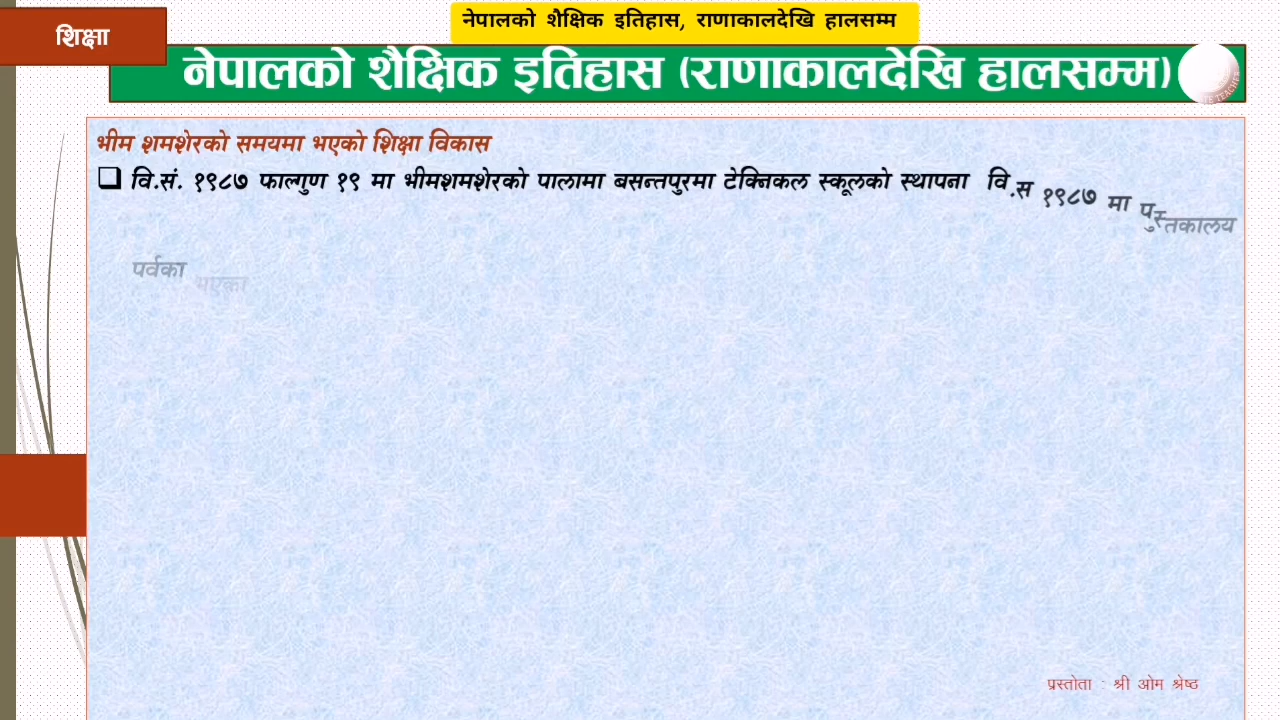 नेपालको शैक्षिक इतिहास, राणाकालदेखि हालसम्म
शिक्षा
नेपालको शैक्षिक इतिहास (राणाकालदेखि हालसम्म)
भीम शमशेरको समयमा भएको शिक्षा विकास
❑ वि.सं. १९८७ फाल्गुण १९ मा भीमशमशेरको पालामा बसन्तपुरमा टेक्निकल स्कूलको स्थापना वि.स १९८७ मा पुस्तकालय
पर्वका भएका
प्रस्तोता : श्री ओम श्रेष्ठ